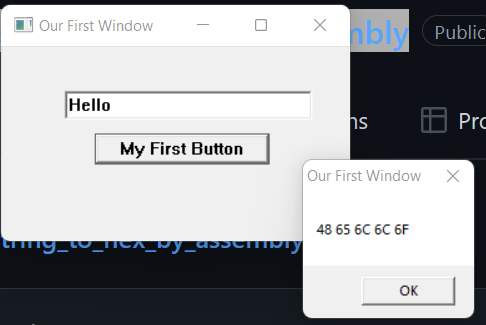 Our First Window
mbly
Public
Hello
ns
Pro
My First Button
Our First Window
48 65 6C 6C 6F
thing_to_hex_by_assembly
OK